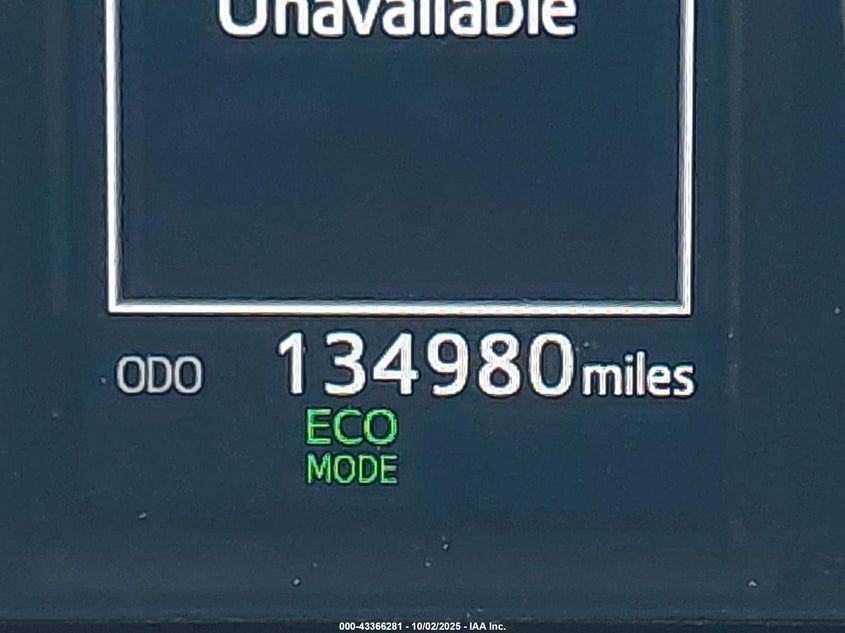 Unavailable
ODO 134980 miles
ECO
MODE
000-43366281 - 10/02/2025 - IAA Inc.